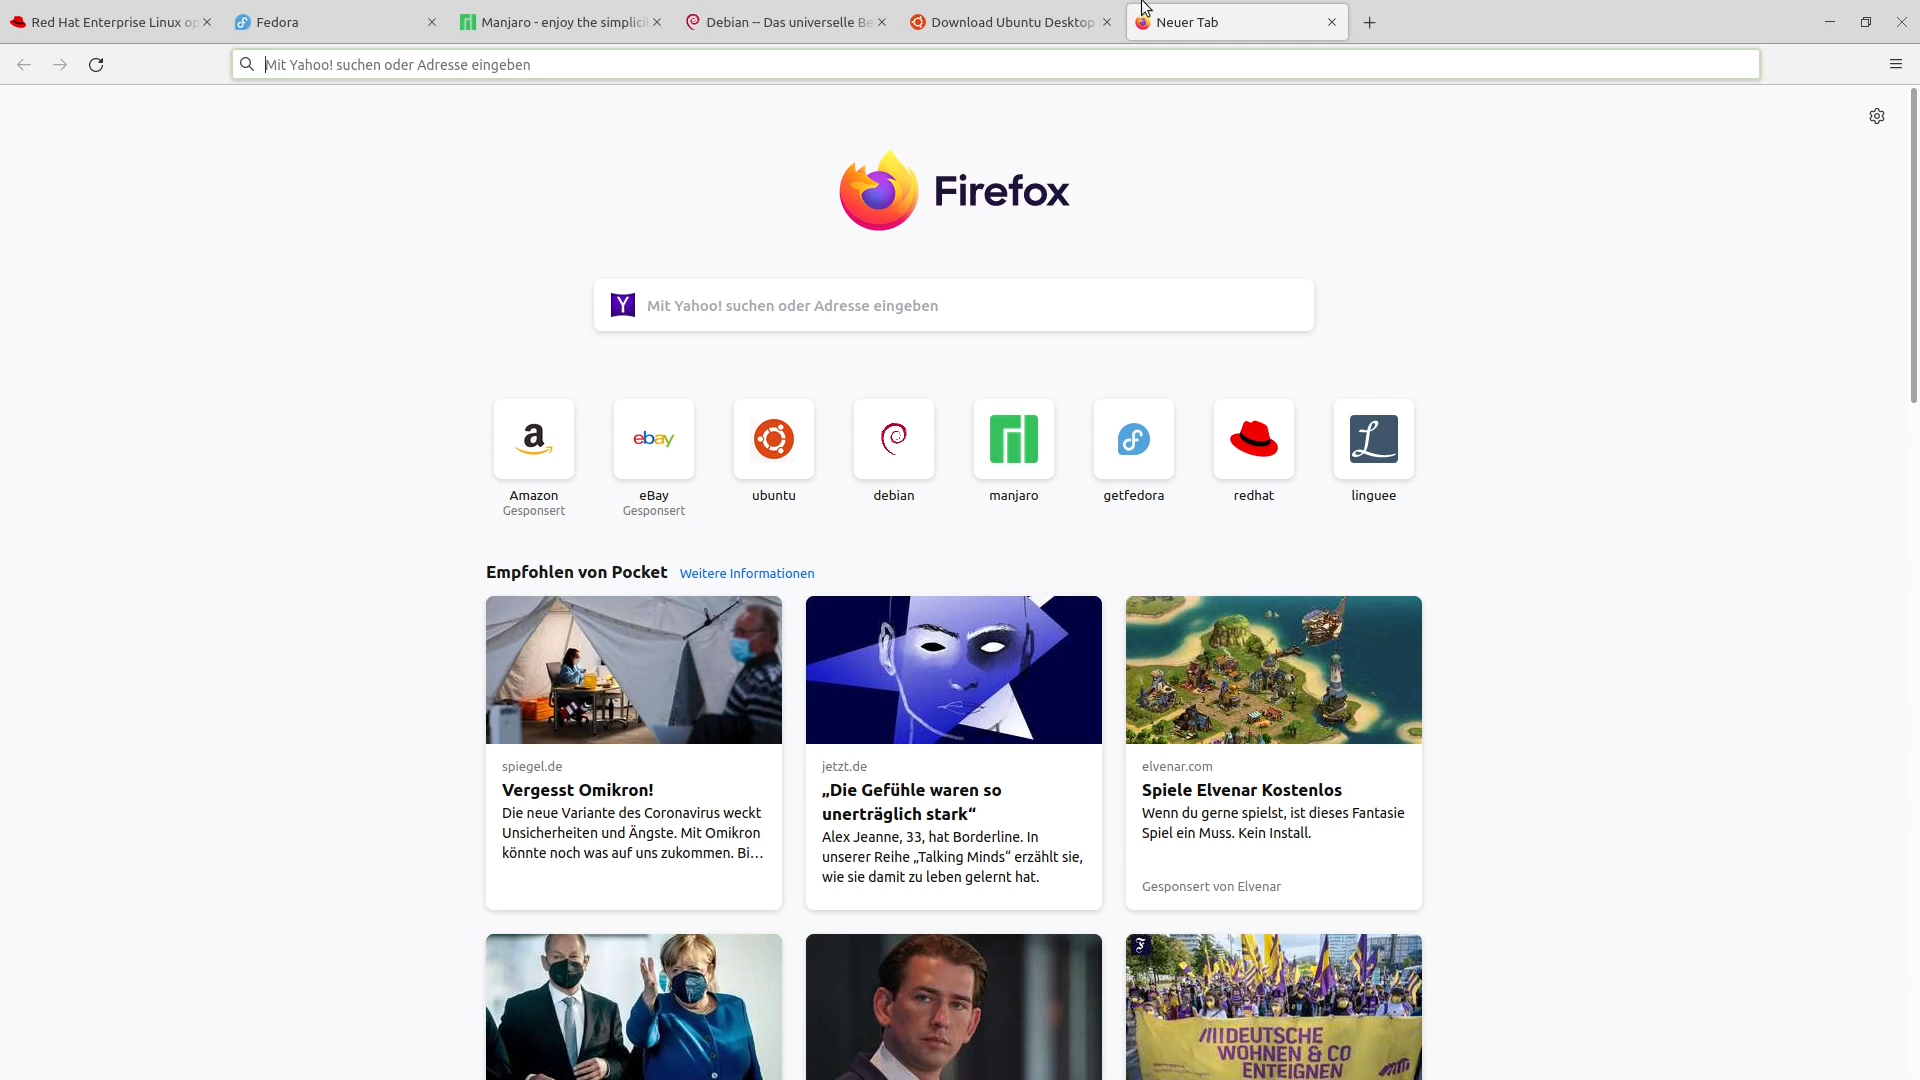 Red Hat Enterprise Linux op
Fedora
Manjaro - enjoy the simplici
Debian -- Das universelle Be
Download Ubuntu Desktop
Neuer Tab
Mit Yahoo! suchen oder Adresse eingeben
Firefox
Y Mit Yahoo! suchen oder Adresse eingeben
a
ebay
L
Amazon
Gesponsert
eBay
Gesponsert
ubuntu
debian
manjaro
getfedora
redhat
linguee
Empfohlen von Pocket Weitere Informationen
spiegel.de
Vergesst Omikron!
Die neue Variante des Coronavirus weckt
Unsicherheiten und Ängste. Mit Omikron
könnte noch was auf uns zukommen. Bi…
jetzt.de
„Die Gefühle waren so
unerträglich stark“
Alex Jeanne, 33, hat Borderline. In
unserer Reihe „Talking Minds“ erzählt sie,
wie sie damit zu leben gelernt hat.
elvenar.com
Spiele Elvenar Kostenlos
Wenn du gerne spielst, ist dieses Fantasie
Spiel ein Muss. Kein Install.
Gesponsert von Elvenar
DEUTSCHE
WOHNEN & CO
ENTEIGNEN